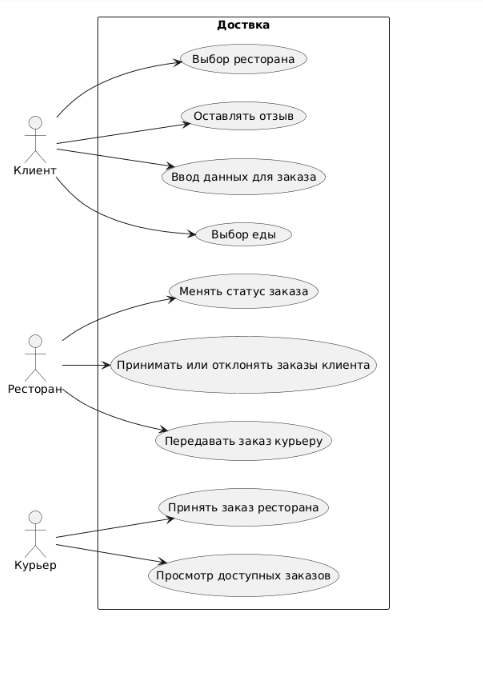 Доствка
Выбор ресторана
Оставлять отзыв
Клиент
Ввод данных для заказа
Выбор еды
Менять статус заказа
Принимать или отклонять заказы клиента
Ресторан
Передавать заказ курьеру
Принять заказ ресторана
Курьер
Просмотр доступных заказов